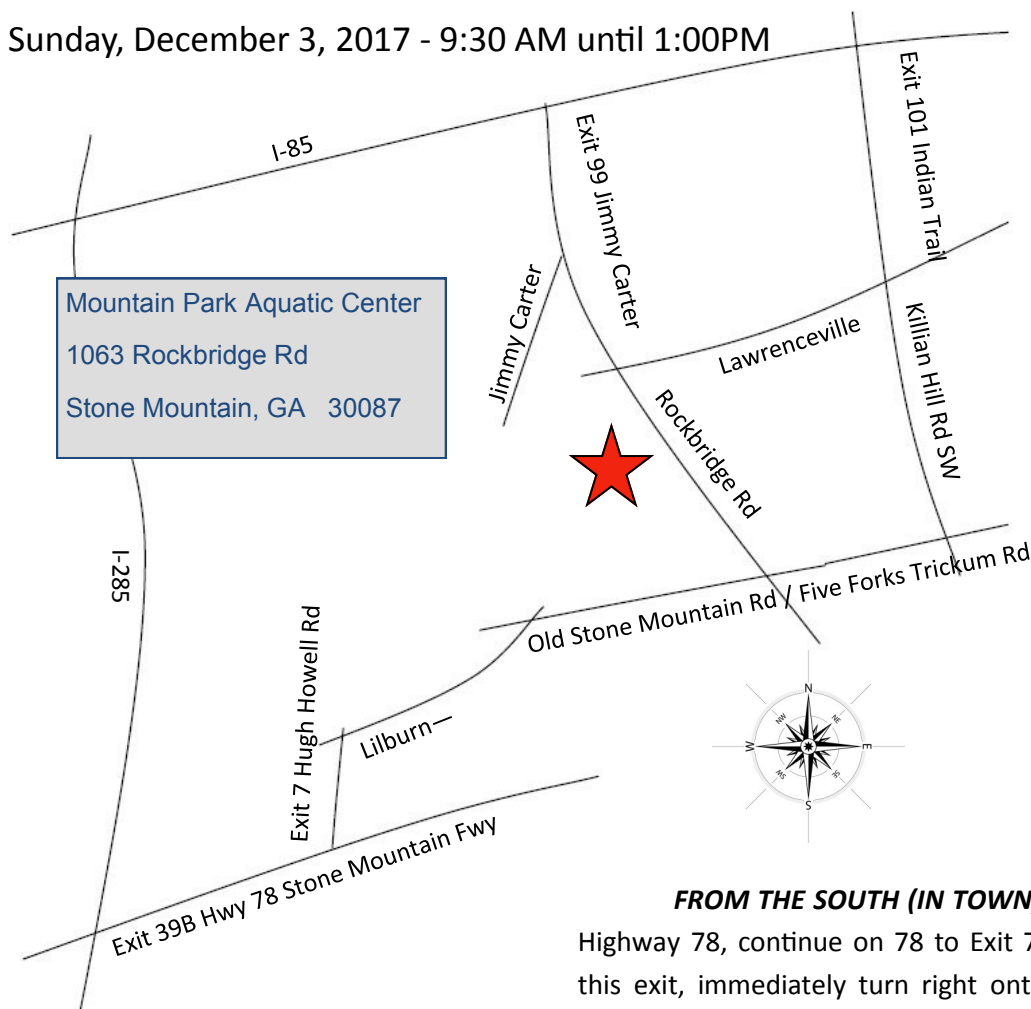 Sunday, December 3, 2017 - 9:30 AM until 1:00PM
I-85
Exit 99 Jimmy Carter
Exit 101 Indian Trail
Mountain Park Aquatic Center
1063 Rockbridge Rd
Stone Mountain, GA 30087
Jimmy Carter
Lawrenceville
Killian Hill Rd SW
Rockbridge Rd
I-285
Old Stone Mountain Rd / Five Forks Trickum Rd
Exit 7 Hugh Howell Rd
Lilburn—
Exit 39B Hwy 78 Stone Mountain Fwy
N
NW
NE
W
E
SW
SE
S
FROM THE SOUTH (IN TOWN
Highway 78, continue on 78 to Exit 7
this exit, immediately turn right ont